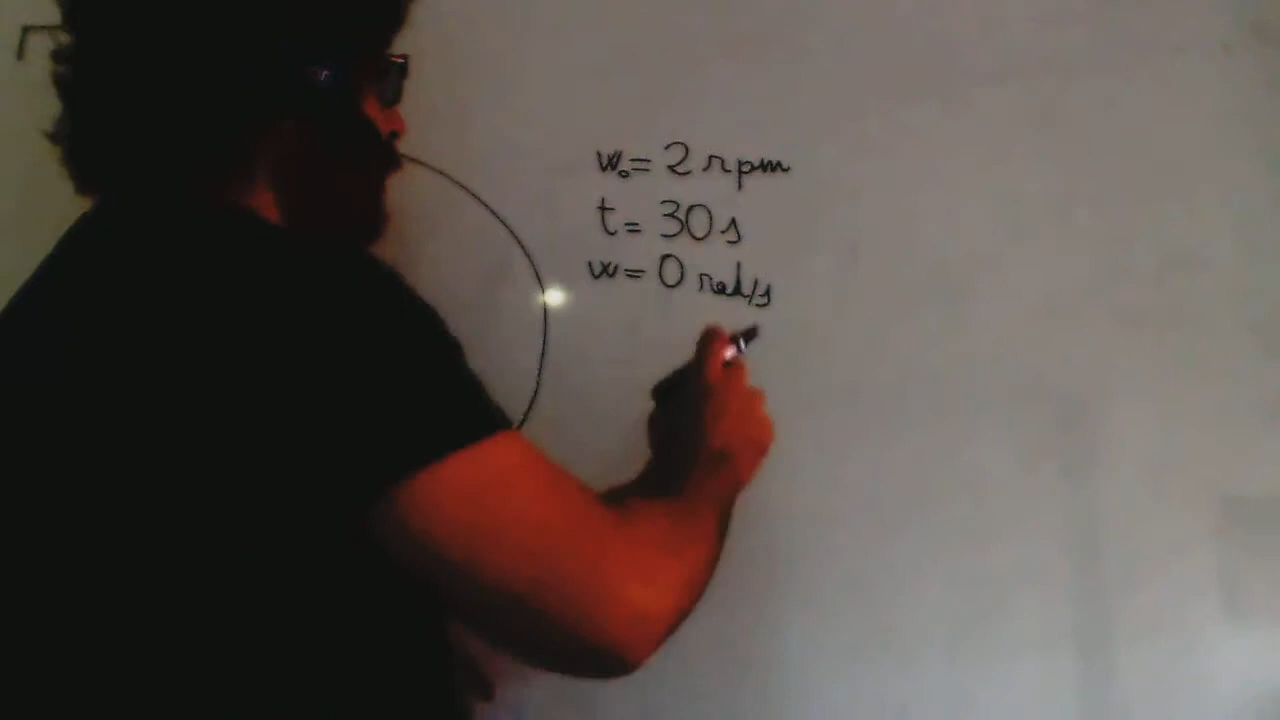 w₀= 2 rpm
t= 30 s
w= 0 rad/s